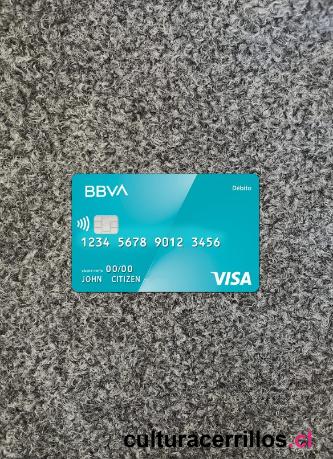 BBVA
Débito
1234 5678 9012 3456
00/00
JOHN CITIZEN
VISA
culturacerrillos.cl